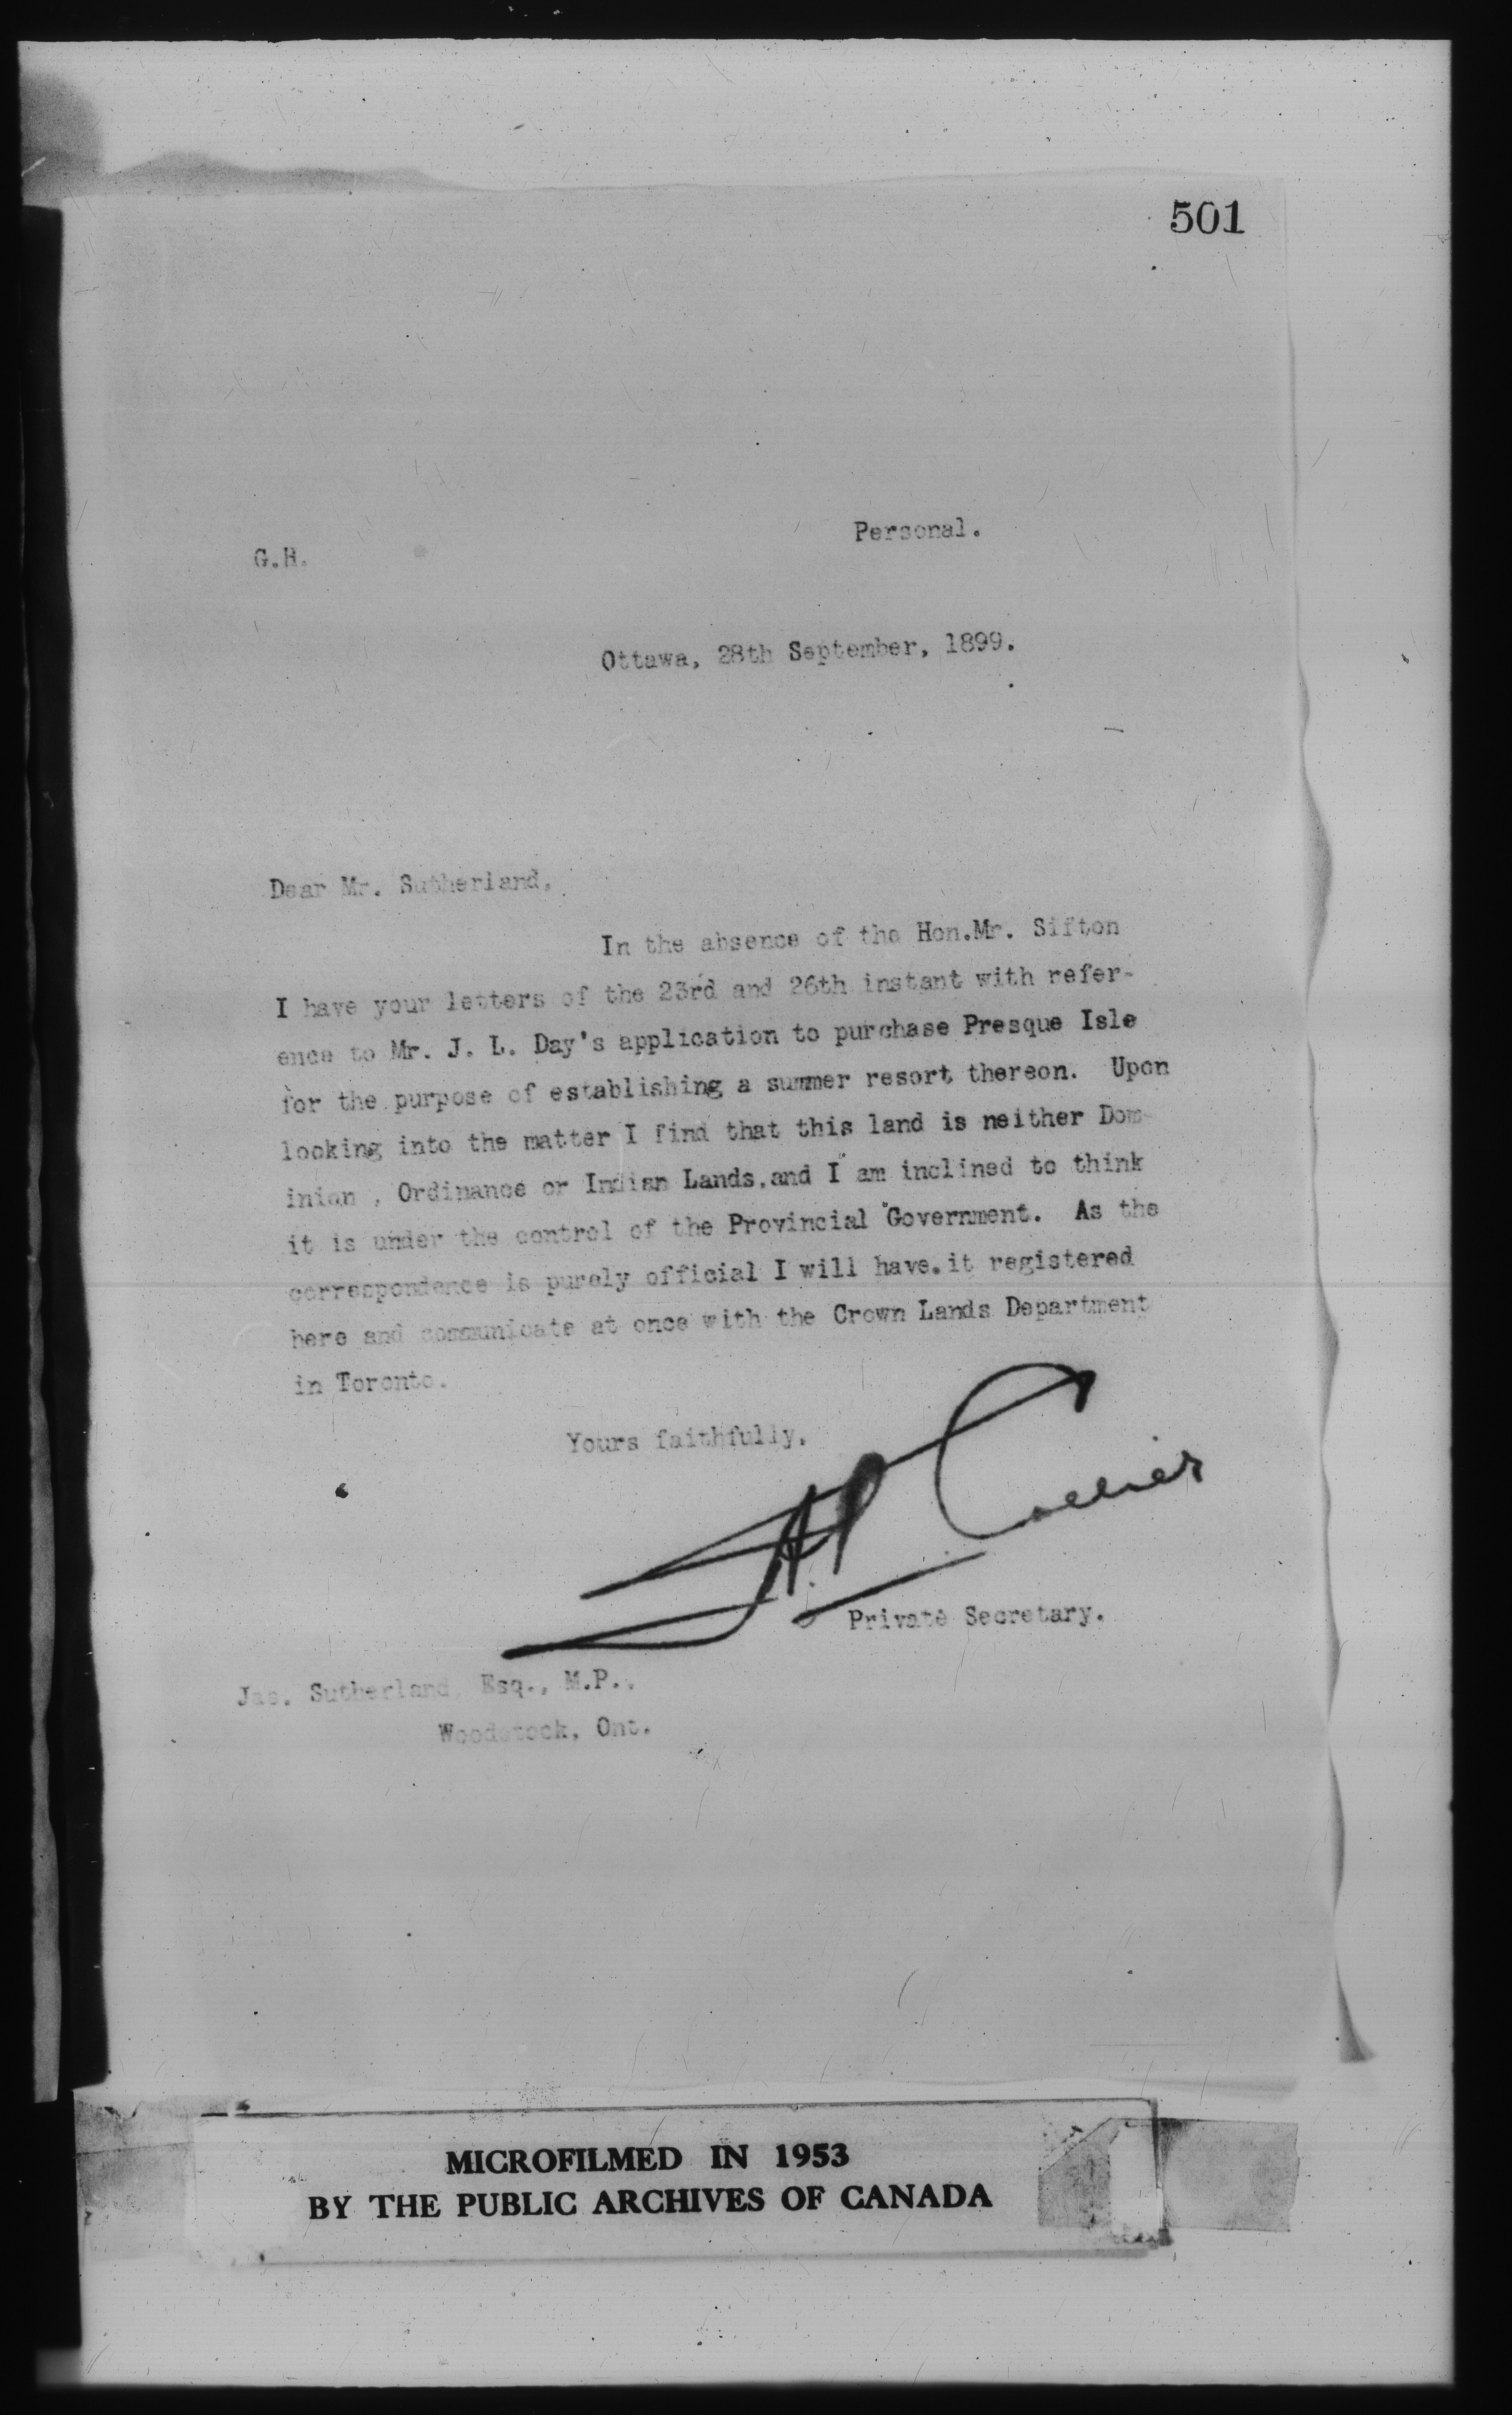 501
Personal.
G.H.
Ottawa, 28th September, 1899.
Dear Mr. Sutherland,
In the absence of the Hon.Mr. Sifton
I have your letters of the 23rd and 26th instant with refer-
ence to Mr. J. L. Day's application to purchase Presque Isle
for the purpose of establishing a summer resort thereon. Upon
looking into the matter I find that this land is neither Dom-
inion , Ordinance or Indian Lands,and I am inclined to think
it is under the control of the Provincial Government. As the
correspondence is purely official I will have it registered
here and communicate at once with the Crown Lands Department
in Toronto.
Yours faithfully,
A P Collier
Private Secretary.
Jas. Sutherland, Esq., M.P.,
Woodstock, Ont.
MICROFILMED IN 1953
BY THE PUBLIC ARCHIVES OF CANADA